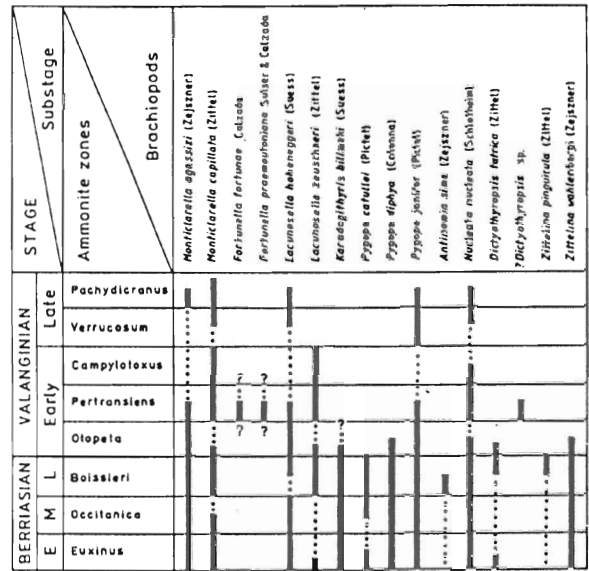 STAGE
Substage
Ammonite zones
Brachiopods
Monticlarella agassizi (Zejszner)
Monticlarella capillata (Zittel)
Fortunella fortunae Calzada
Fortunella praemoutoniana Sulser & Calzada
Lacunosella hoheneggeri (Suess)
Lacunosella zeuschneri (Zittel)
Karadagithyris bilimeki (Suess)
Pygope catullei (Pictet)
Pygope diphya (Colonna)
Pygope janitor (Pictet)
Antinomia sima (Zejszner)
Nucleata nucleata (Schlotheim)
Dictyothyropsis tatrica (Zittel)
? Dictyothyropsis sp.
Zittelina pinguicula (Zittel)
Zittelina wahlenbergi (Zejszner)
VALANGINIAN
Late
Pachydicranus
Verrucosum
Early
Campylotoxus
? ?
Pertransiens
? ? ?
Otopeta
BERRIASIAN
L
Boissieri
M
Occitanica
E
Euxinus